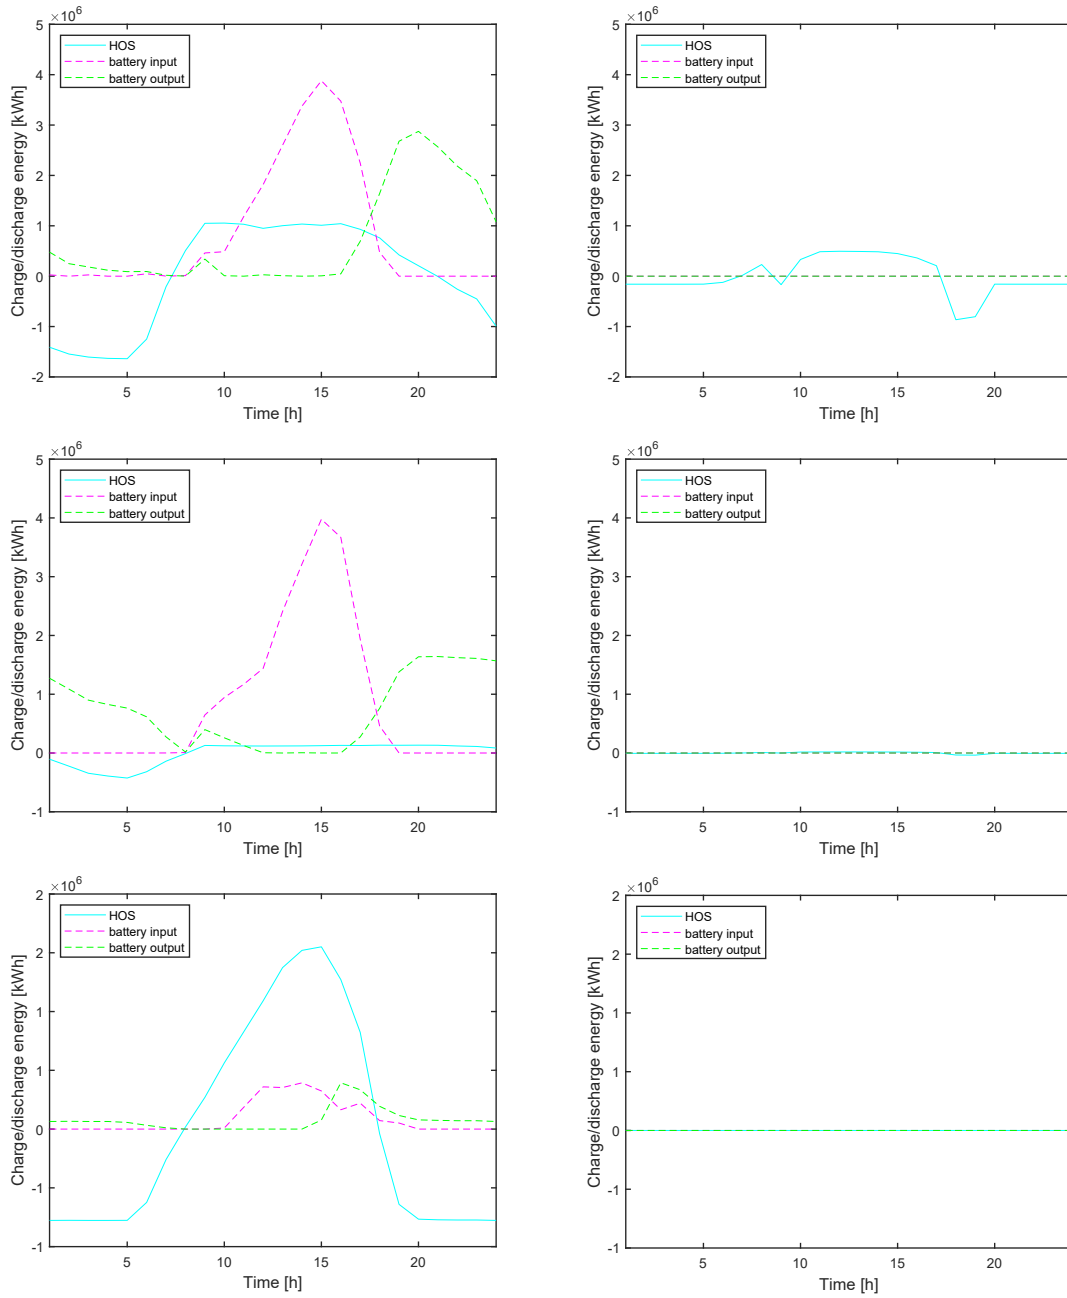 ×10^6
5
4
3
2
1
0
-1
-2
Charge/discharge energy [kWh]
HOS
battery input
battery output
5 10 15 20
Time [h]
×10^6
5
4
3
2
1
0
-1
-2
Charge/discharge energy [kWh]
HOS
battery input
battery output
5 10 15 20
Time [h]
×10^6
5
4
3
2
1
0
-1
Charge/discharge energy [kWh]
HOS
battery input
battery output
5 10 15 20
Time [h]
×10^6
5
4
3
2
1
0
-1
Charge/discharge energy [kWh]
HOS
battery input
battery output
5 10 15 20
Time [h]
×10^6
2
2
1
1
0
-1
-1
Charge/discharge energy [kWh]
HOS
battery input
battery output
5 10 15 20
Time [h]
×10^6
2
2
1
1
0
-1
-1
Charge/discharge energy [kWh]
HOS
battery input
battery output
5 10 15 20
Time [h]